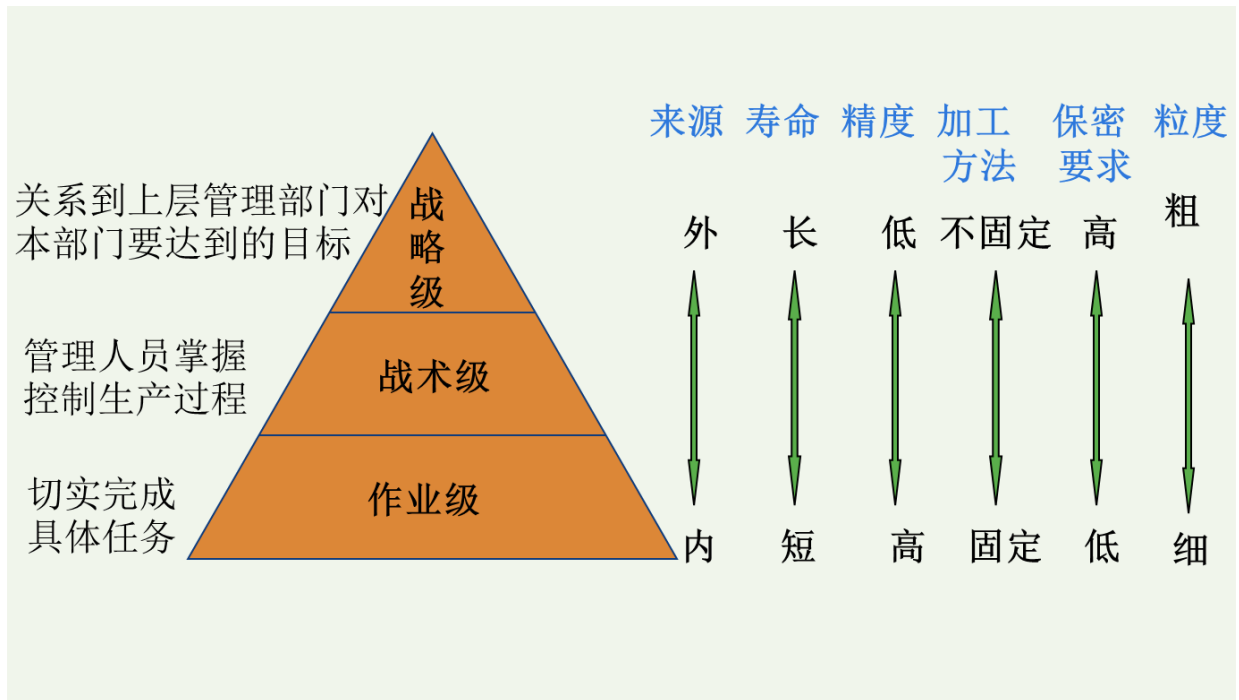 来源 寿命 精度 加工方法 保密要求 粒度
关系到上层管理部门对
本部门要达到的目标
战略级
外 长 低 不固定 高 粗
管理人员掌握
控制生产过程
战术级
切实完成
具体任务
作业级
内 短 高 固定 低 细